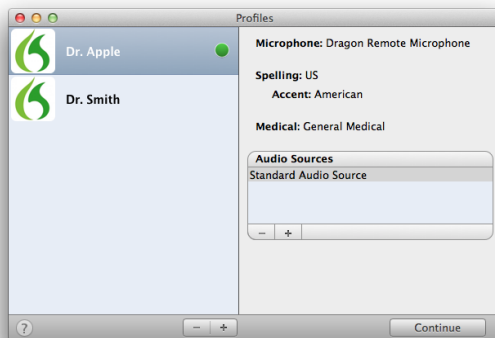 Profiles
Dr. Apple
Dr. Smith
Microphone: Dragon Remote Microphone
Spelling: US
Accent: American
Medical: General Medical
Audio Sources
Standard Audio Source
− +
? − + Continue